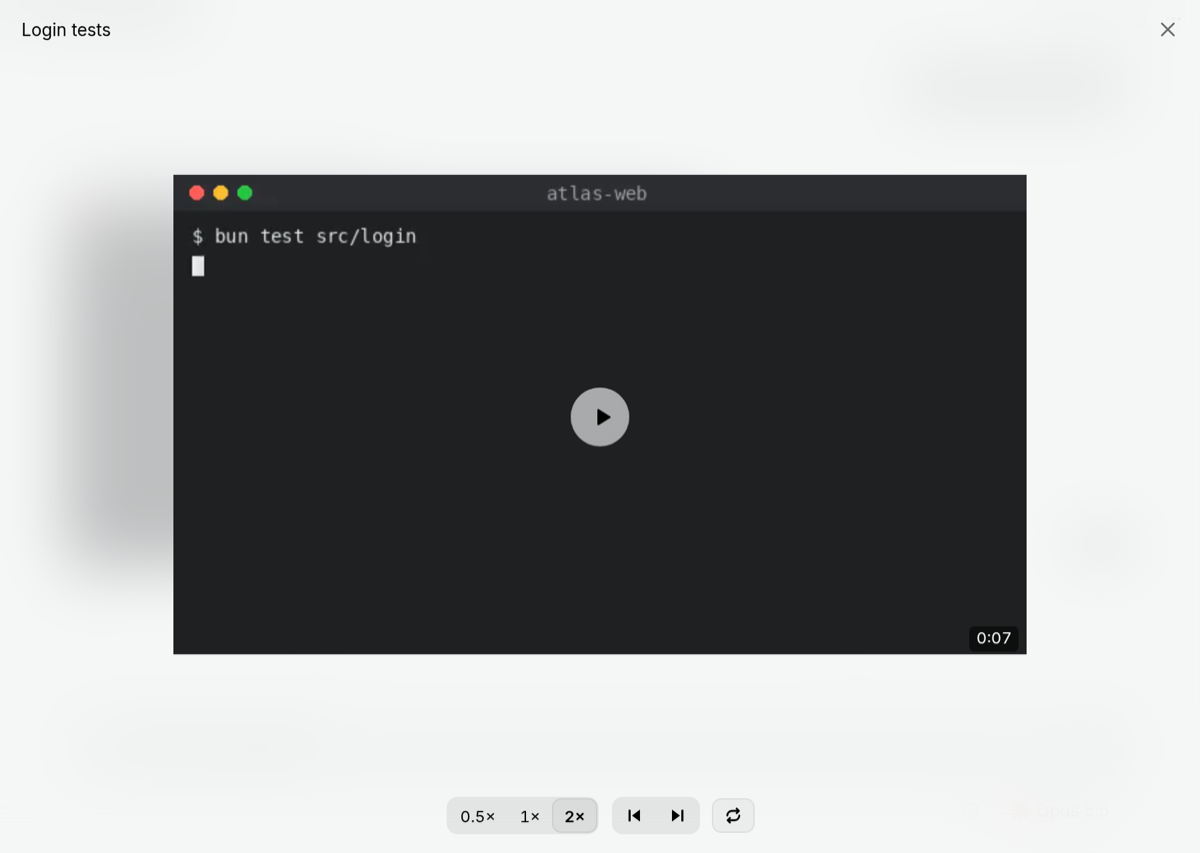 Login tests
atlas-web
$ bun test src/login
0:07
0.5× 1× 2×